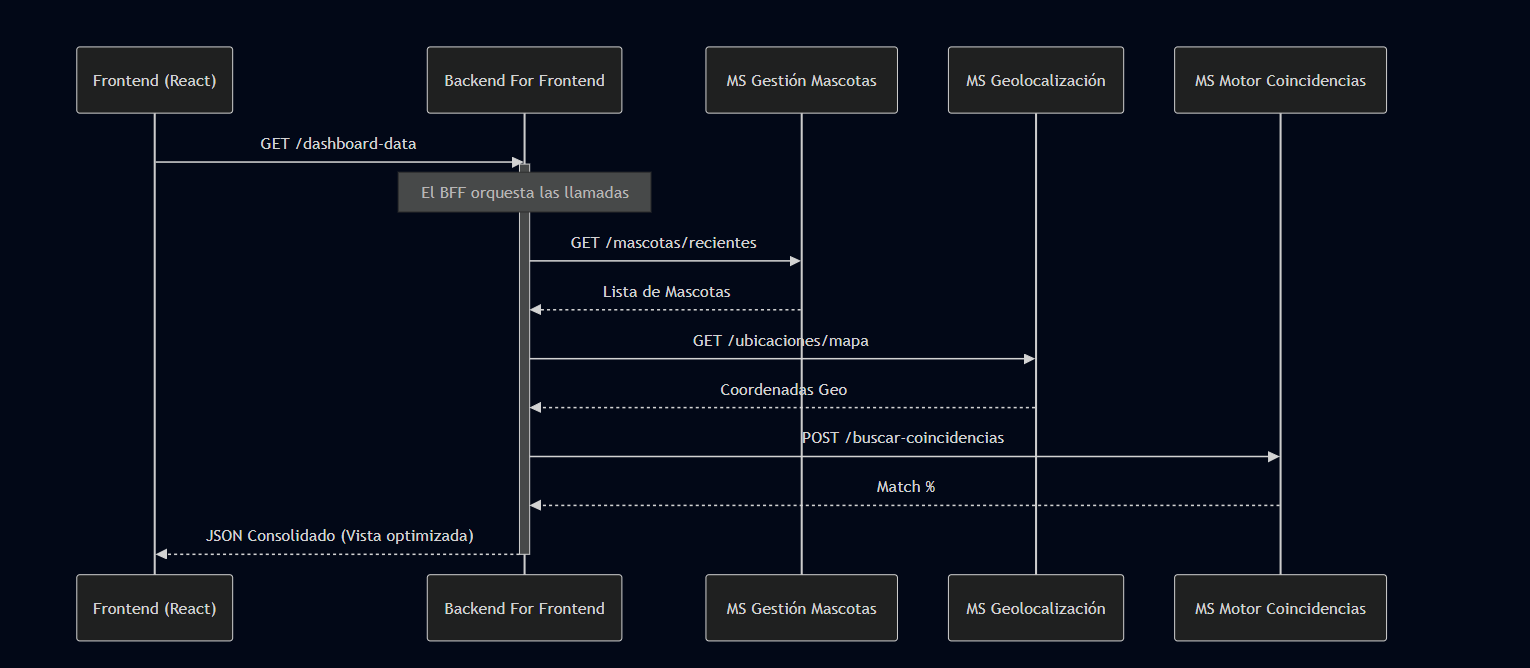 Frontend (React)
Backend For Frontend
MS Gestión Mascotas
MS Geolocalización
MS Motor Coincidencias
GET /dashboard-data
El BFF orquesta las llamadas
GET /mascotas/recientes
Lista de Mascotas
GET /ubicaciones/mapa
Coordenadas Geo
POST /buscar-coincidencias
Match %
JSON Consolidado (Vista optimizada)
Frontend (React)
Backend For Frontend
MS Gestión Mascotas
MS Geolocalización
MS Motor Coincidencias